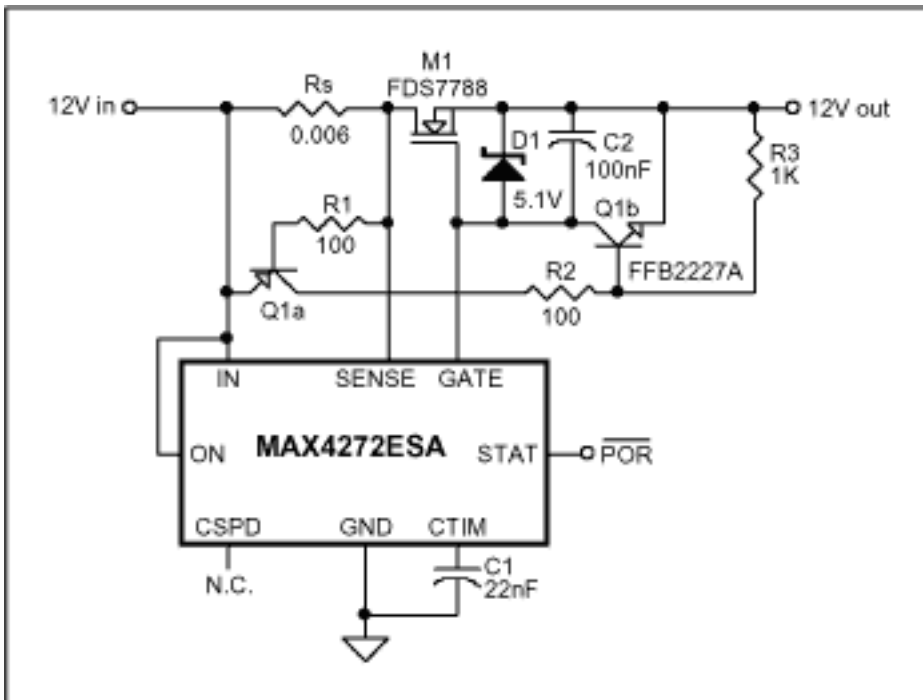 M1
FDS7788
12V in
Rs
0.006
12V out
D1
5.1V
C2
100nF
R3
1K
R1
100
Q1b
FFB2227A
Q1a
R2
100
IN
SENSE
GATE
MAX4272ESA
ON
STAT
POR
CSPD
GND
CTIM
N.C.
C1
22nF